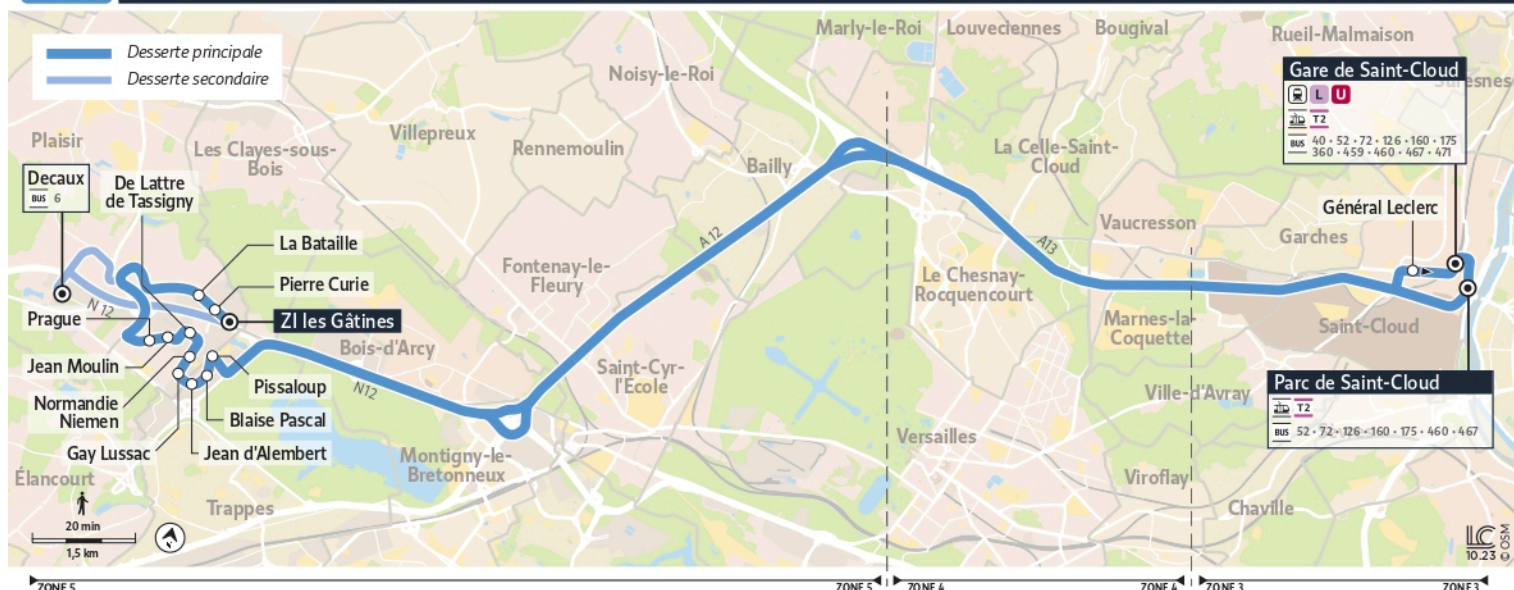 Desserte principale
Desserte secondaire
Marly-le-Roi
Louveciennes
Bougival
Rueil-Malmaison
Noisy-le-Roi
Gare de Saint-Cloud
L U
T2
BUS 40 • 52 • 72 • 126 • 160 • 175
360 • 459 • 460 • 467 • 471
Plaisir
Villepreux
Les Clayes-sous-
Bois
Rennemoulin
Bailly
La Celle-Saint-
Cloud
Decaux
BUS 6
De Lattre
de Tassigny
Général Leclerc
Vaucresson
Garches
La Bataille
A 12
A13
Fontenay-le-
Fleury
Le Chesnay-
Rocquencourt
Pierre Curie
N 12
Prague
ZI les Gâtines
Marnes-la-
Coquette
Saint-Cloud
Bois-d'Arcy
Jean Moulin
Saint-Cyr-
l'École
Pissaloup
N12
Normandie
Niemen
Ville-d'Avray
Parc de Saint-Cloud
T2
BUS 52 • 72 • 126 • 160 • 175 • 460 • 467
Blaise Pascal
Versailles
Gay Lussac
Jean d'Alembert
Montigny-le-
Bretonneux
Élancourt
Viroflay
Trappes
Chaville
20 min
1,5 km
LC
10.23 © OSM
ZONE 5
ZONE 5
ZONE 4
ZONE 4
ZONE 3
ZONE 3